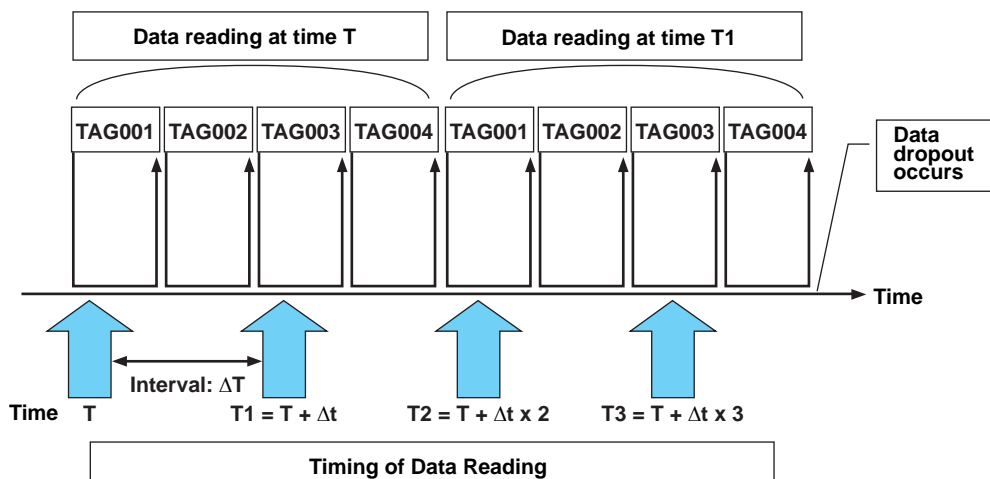 Data reading at time T
Data reading at time T1
TAG001 TAG002 TAG003 TAG004 TAG001 TAG002 TAG003 TAG004
Data
dropout
occurs
Time
Interval: ΔT
Time T T1 = T + Δt T2 = T + Δt x 2 T3 = T + Δt x 3
Timing of Data Reading